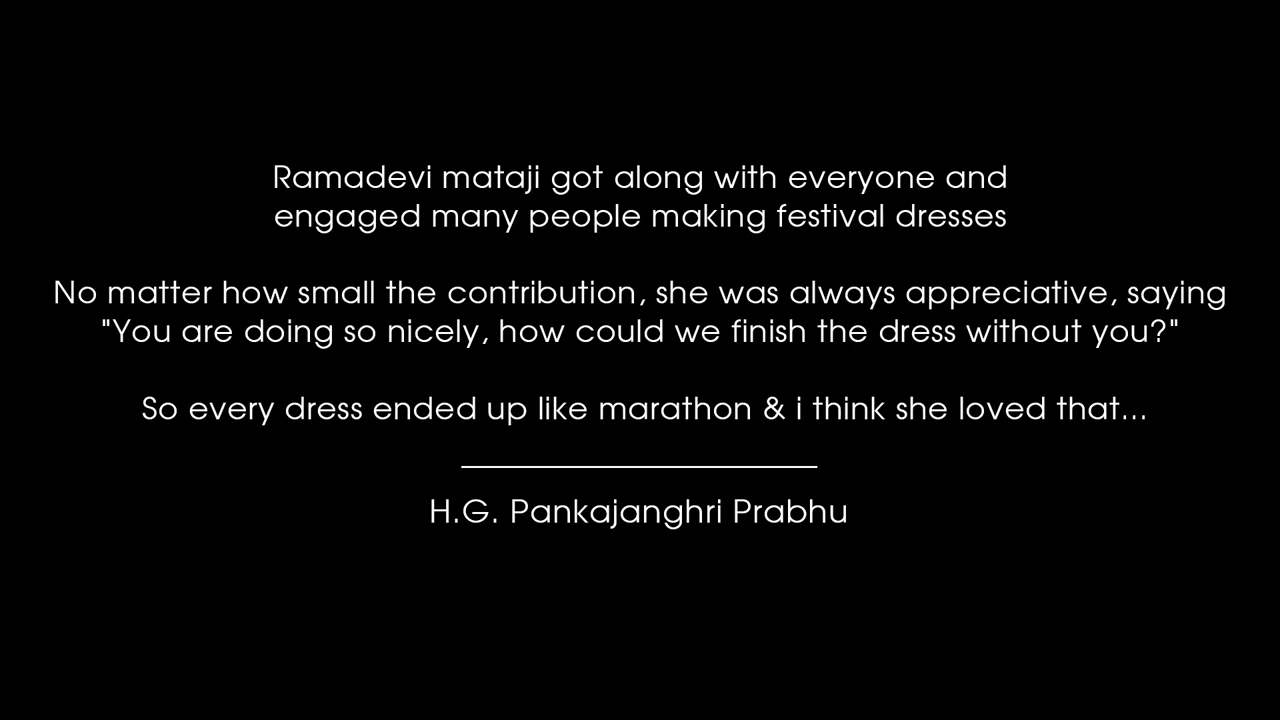 Ramadevi mataji got along with everyone and
engaged many people making festival dresses
No matter how small the contribution, she was always appreciative, saying
"You are doing so nicely, how could we finish the dress without you?"
So every dress ended up like marathon & i think she loved that...
H.G. Pankajanghri Prabhu